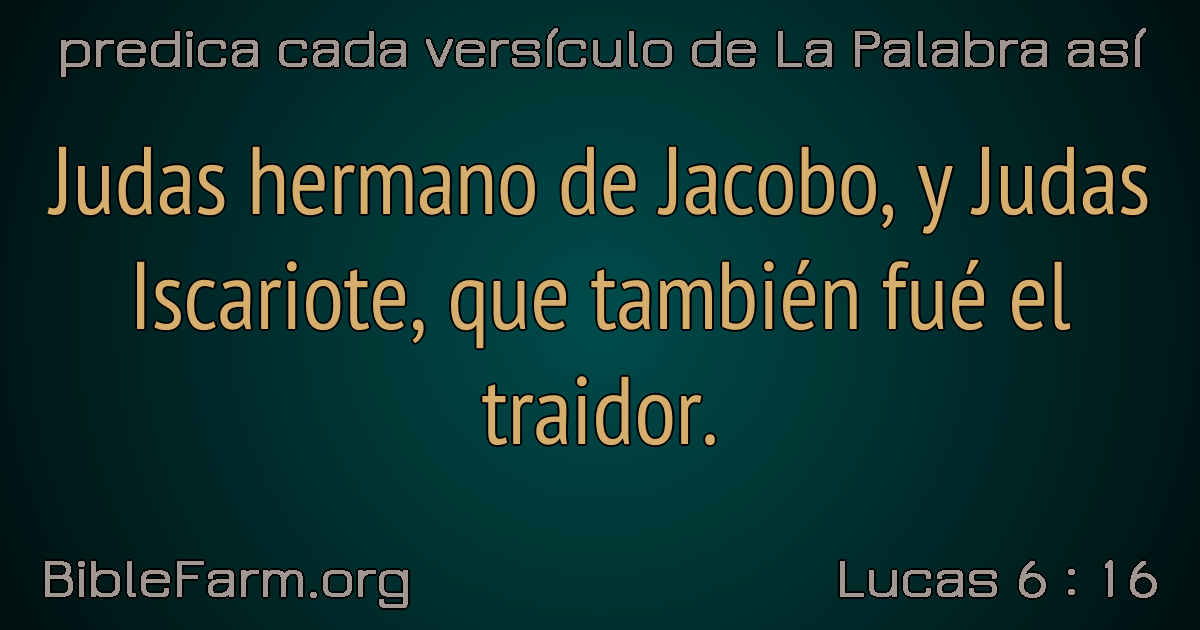 predica cada versículo de La Palabra así
Judas hermano de Jacobo, y Judas
Iscariote, que también fué el
traidor.
BibleFarm.org
Lucas 6 : 16